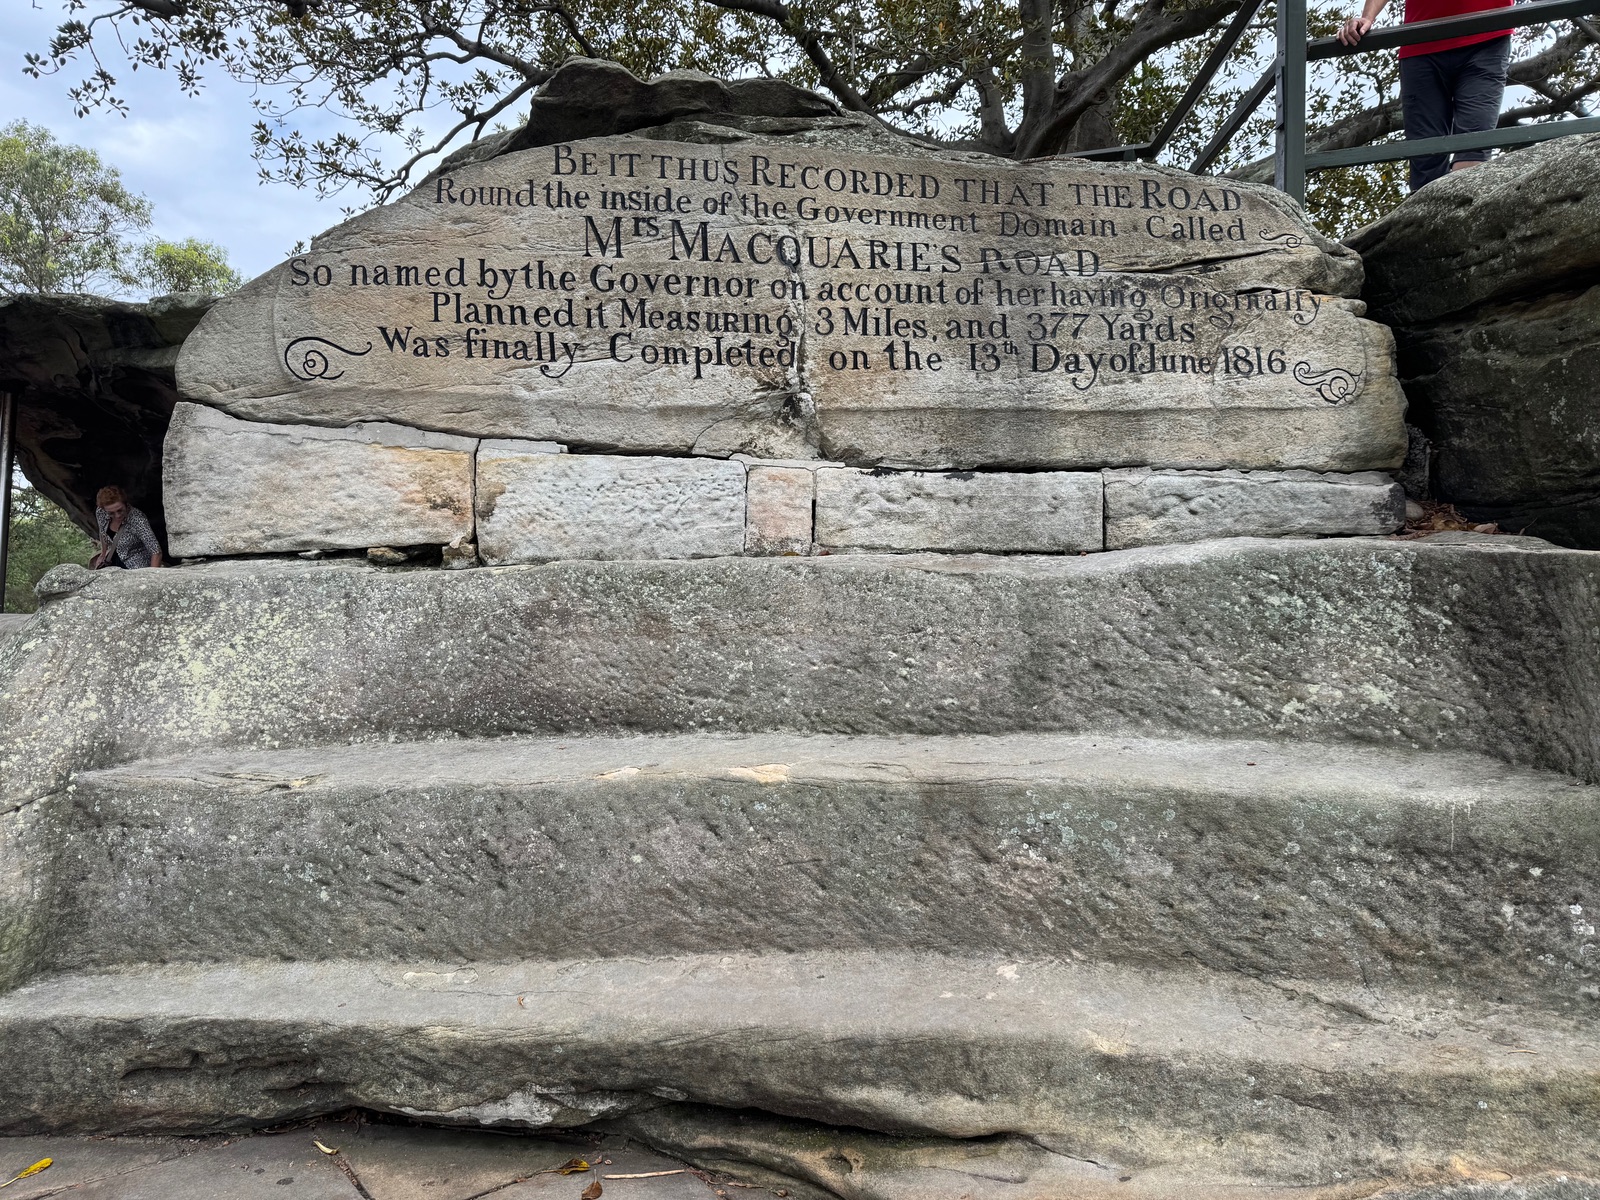 BE IT THUS RECORDED THAT THE ROAD
Round the inside of the Government Domain Called
Mrs MACQUARIE'S ROAD
So named by the Governor on account of her having Originally
Planned it Measuring 3 Miles, and 377 Yards
Was finally Completed on the 13th Day of June 1816